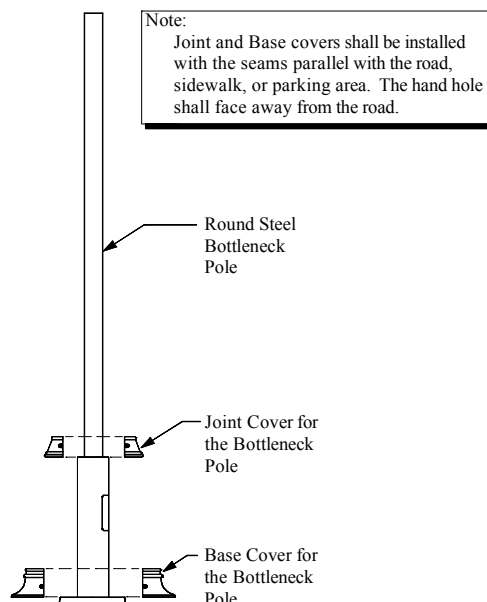 Note:
Joint and Base covers shall be installed
with the seams parallel with the road,
sidewalk, or parking area.  The hand hole
shall face away from the road.
Round Steel
Bottleneck
Pole
Joint Cover for
the Bottleneck
Pole
Base Cover for
the Bottleneck
Pole